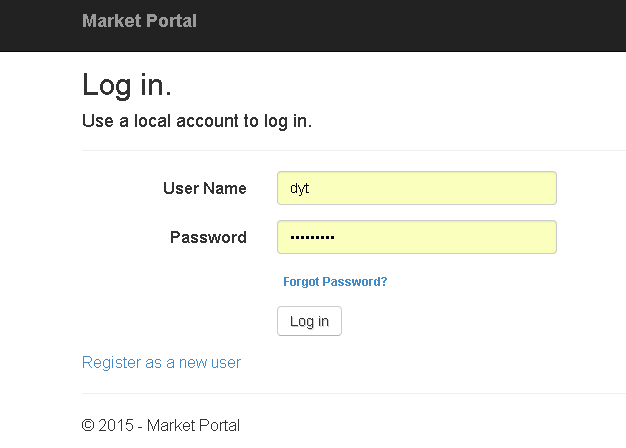 Market Portal
Log in.
Use a local account to log in.
User Name dyt
Password •••••••••
Forgot Password?
Log in
Register as a new user
© 2015 - Market Portal